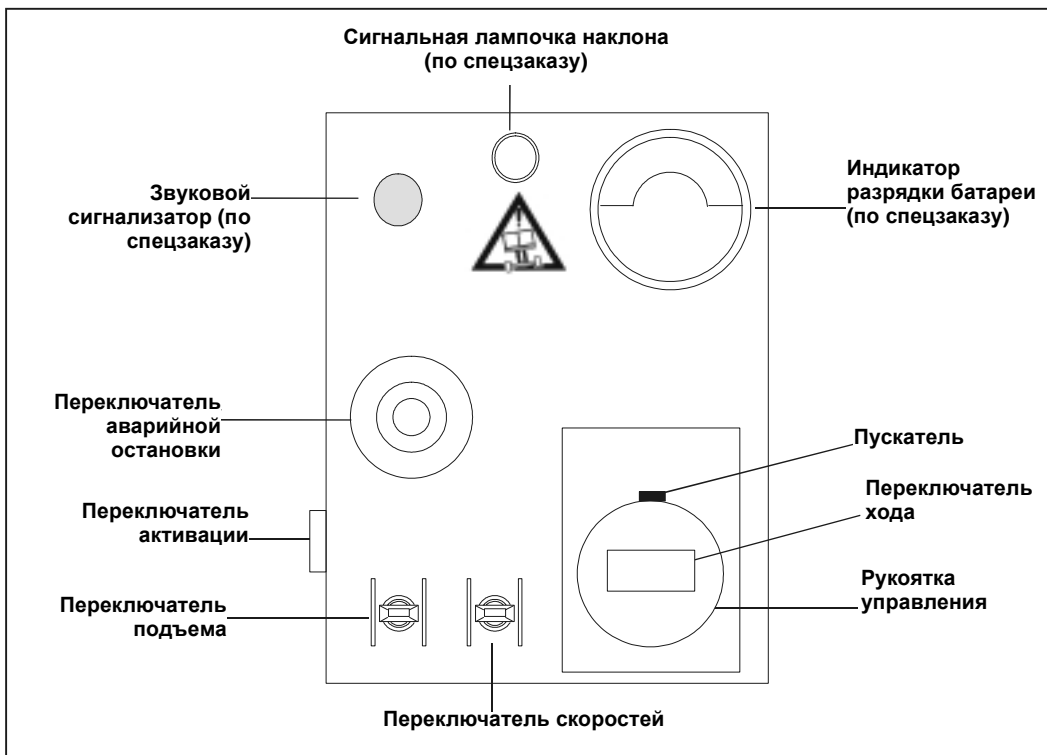 Сигнальная лампочка наклона
(по спецзаказу)
Звуковой
сигнализатор (по
спецзаказу)
Индикатор
разрядки батареи
(по спецзаказу)
Переключатель
аварийной
остановки
Пускатель
Переключатель
хода
Переключатель
активации
Рукоятка
управления
Переключатель
подъема
Переключатель скоростей